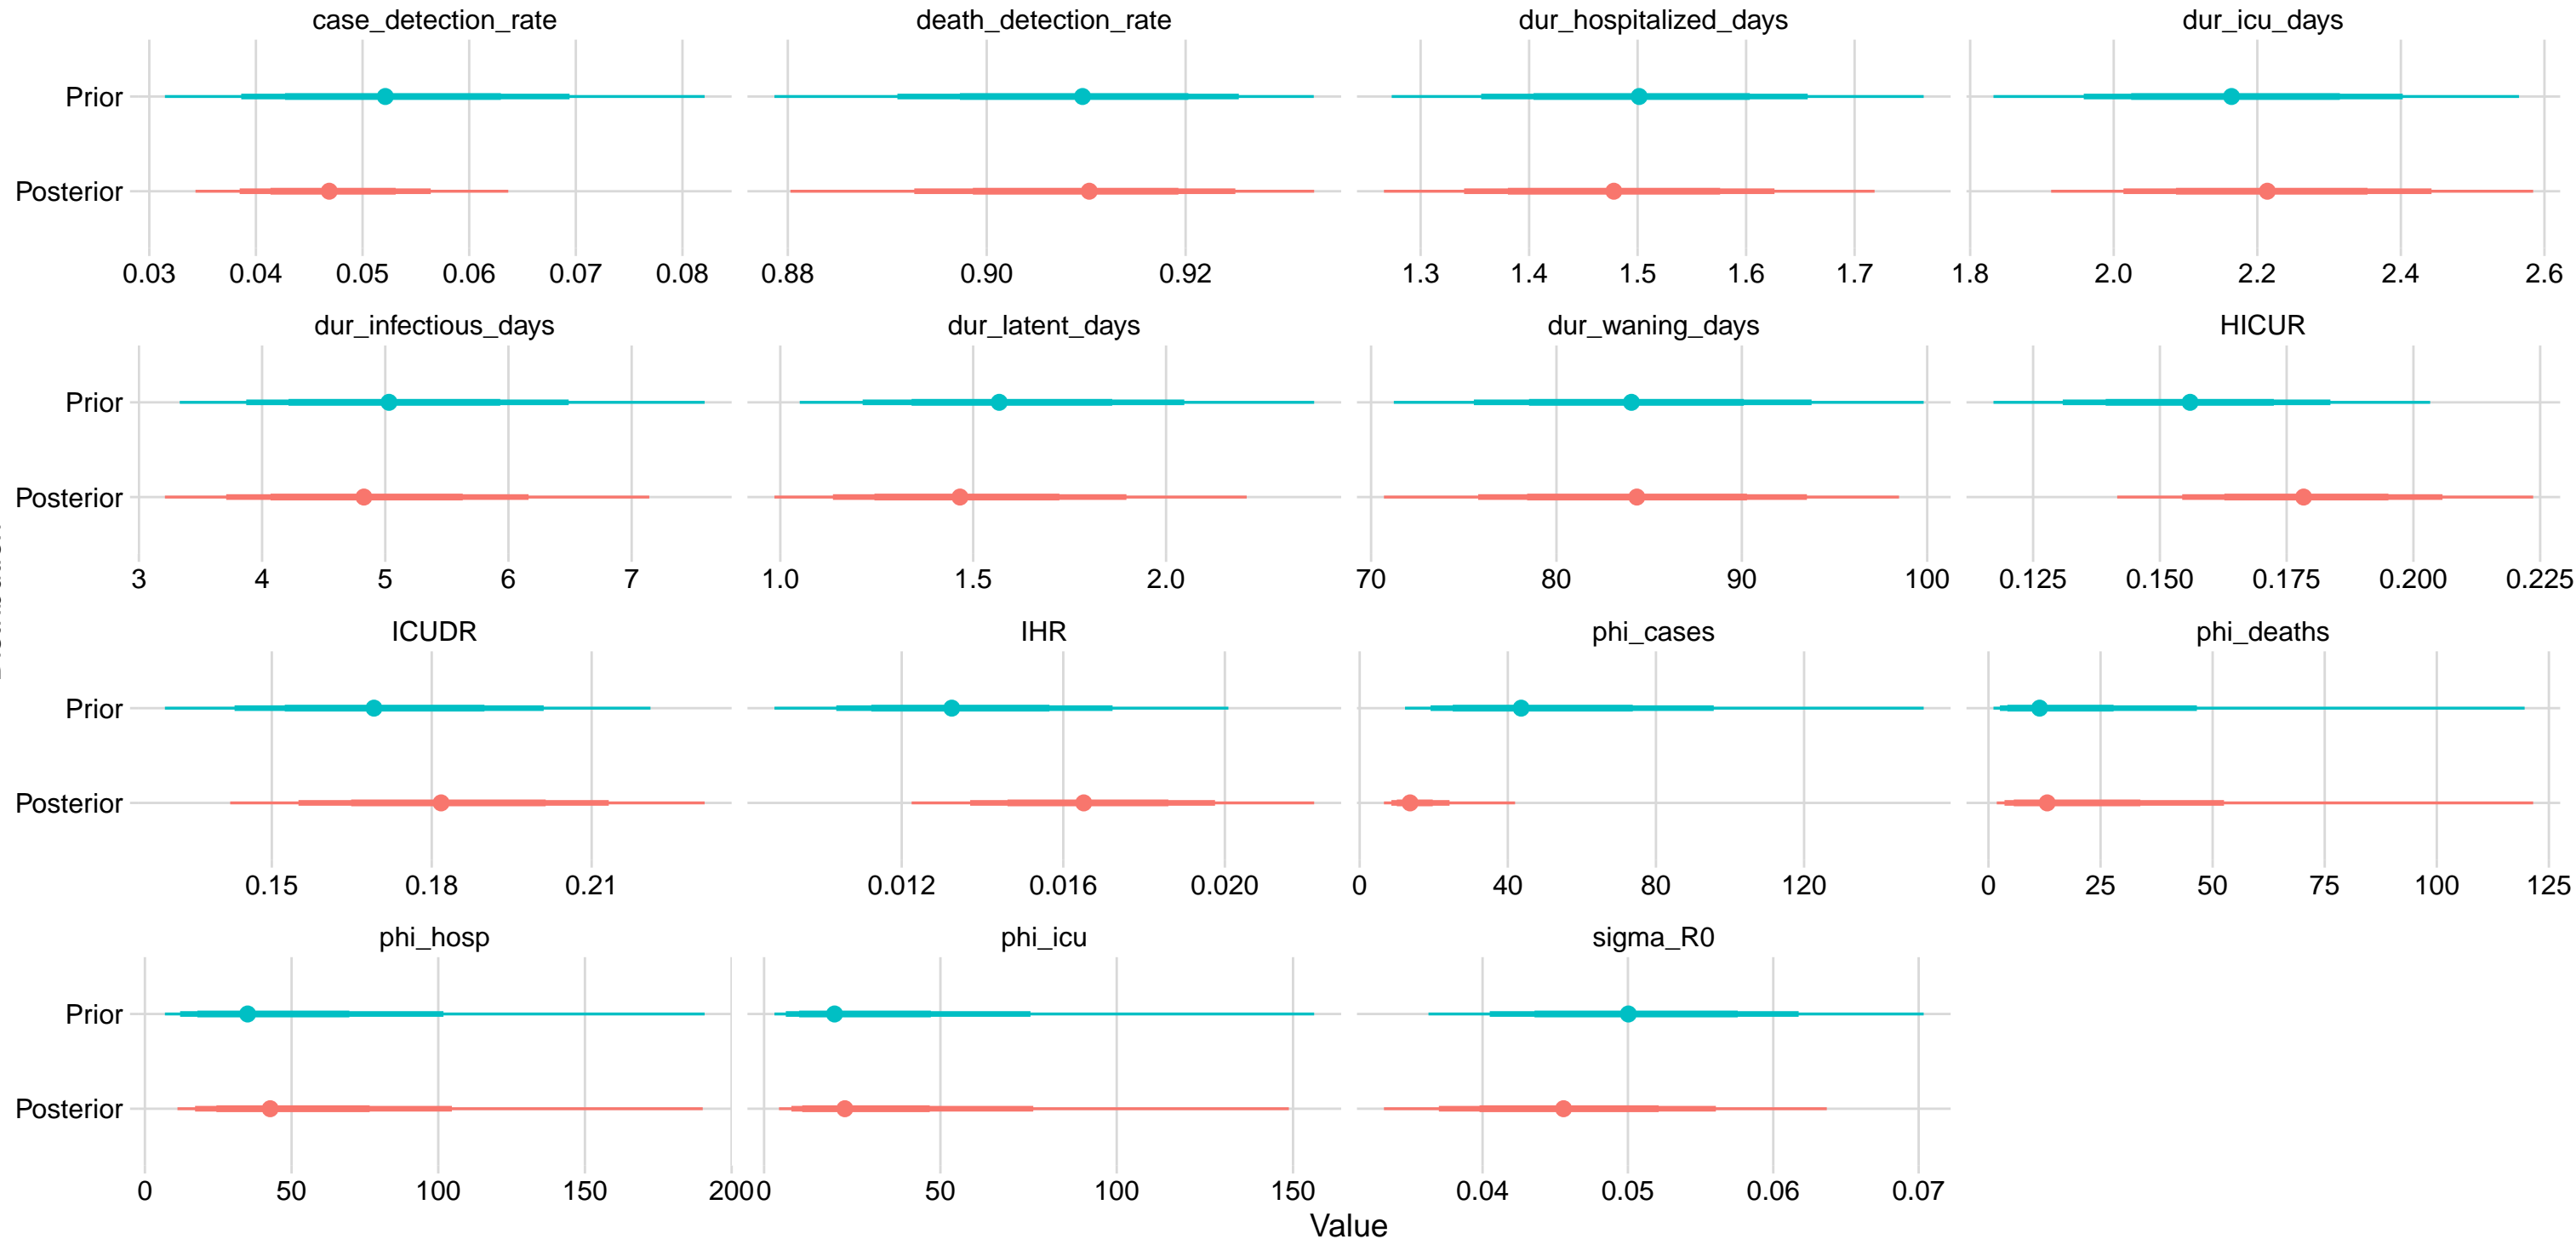 case_detection_rate death_detection_rate dur_hospitalized_days dur_icu_days
Prior
Posterior
0.03 0.04 0.05 0.06 0.07 0.08 0.88 0.90 0.92 1.3 1.4 1.5 1.6 1.7 1.8 2.0 2.2 2.4 2.6
dur_infectious_days dur_latent_days dur_waning_days HICUR
Prior
Posterior
3 4 5 6 7 1.0 1.5 2.0 70 80 90 100 0.125 0.150 0.175 0.200 0.225
ICUDR IHR phi_cases phi_deaths
Prior
Posterior
0.15 0.18 0.21 0.012 0.016 0.020 0 40 80 120 0 25 50 75 100 125
phi_hosp phi_icu sigma_R0
Prior
Posterior
0 50 100 150 200 0 50 100 150 0.04 0.05 0.06 0.07
Value